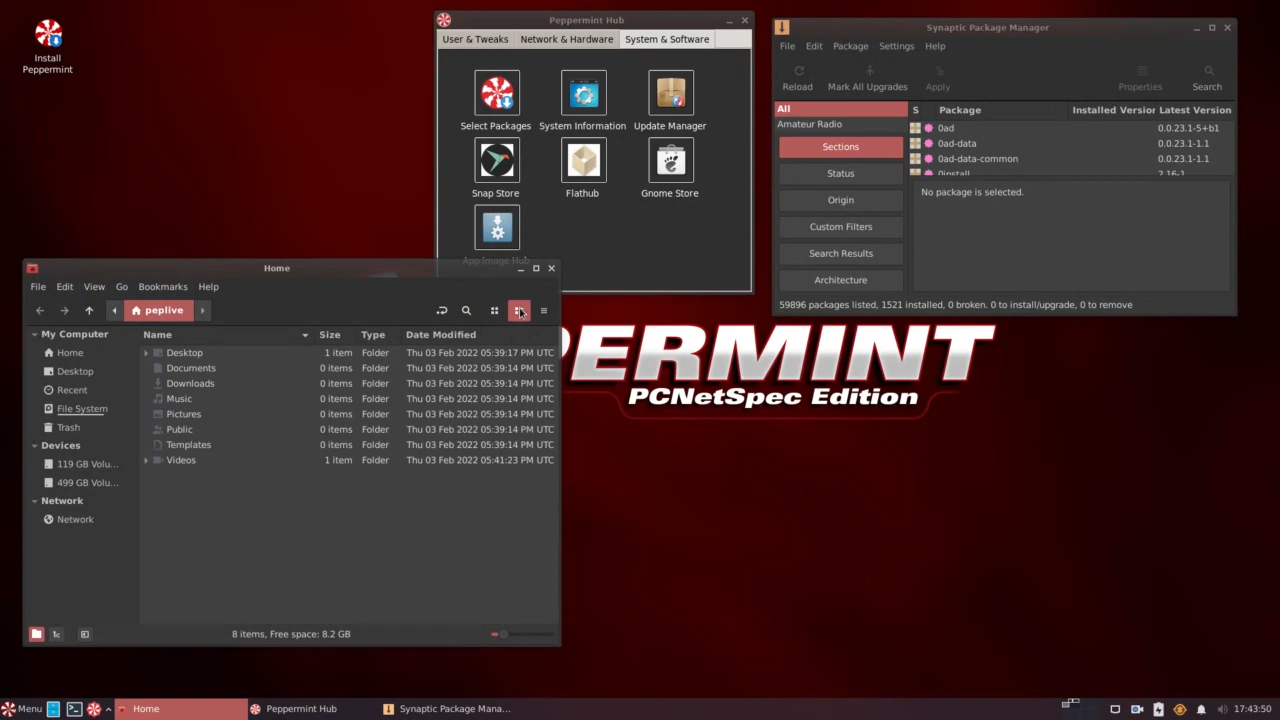 Install
Peppermint
Peppermint Hub
User & Tweaks Network & Hardware System & Software
Select Packages System Information Update Manager
Snap Store Flathub Gnome Store
App Image Hub
Synaptic Package Manager
File Edit Package Settings Help
Reload Mark All Upgrades Apply Properties Search
All
Amateur Radio
Sections
Status
Origin
Custom Filters
Search Results
Architecture
S Package Installed Version Latest Version
0ad 0.0.23.1-5+b1
0ad-data 0.0.23.1-1.1
0ad-data-common 0.0.23.1-1.1
0install 2.16-1
No package is selected.
59896 packages listed, 1521 installed, 0 broken. 0 to install/upgrade, 0 to remove
Home
File Edit View Go Bookmarks Help
peplive
My Computer
Home
Desktop
Recent
File System
Trash
Devices
119 GB Volu...
499 GB Volu...
Network
Network
Name Size Type Date Modified
Desktop 1 item Folder Thu 03 Feb 2022 05:39:17 PM UTC
Documents 0 items Folder Thu 03 Feb 2022 05:39:14 PM UTC
Downloads 0 items Folder Thu 03 Feb 2022 05:39:14 PM UTC
Music 0 items Folder Thu 03 Feb 2022 05:39:14 PM UTC
Pictures 0 items Folder Thu 03 Feb 2022 05:39:14 PM UTC
Public 0 items Folder Thu 03 Feb 2022 05:39:14 PM UTC
Templates 0 items Folder Thu 03 Feb 2022 05:39:14 PM UTC
Videos 1 item Folder Thu 03 Feb 2022 05:41:23 PM UTC
8 items, Free space: 8.2 GB
PERMINT
PCNetSpec Edition
Menu Home Peppermint Hub Synaptic Package Mana... 17:43:50